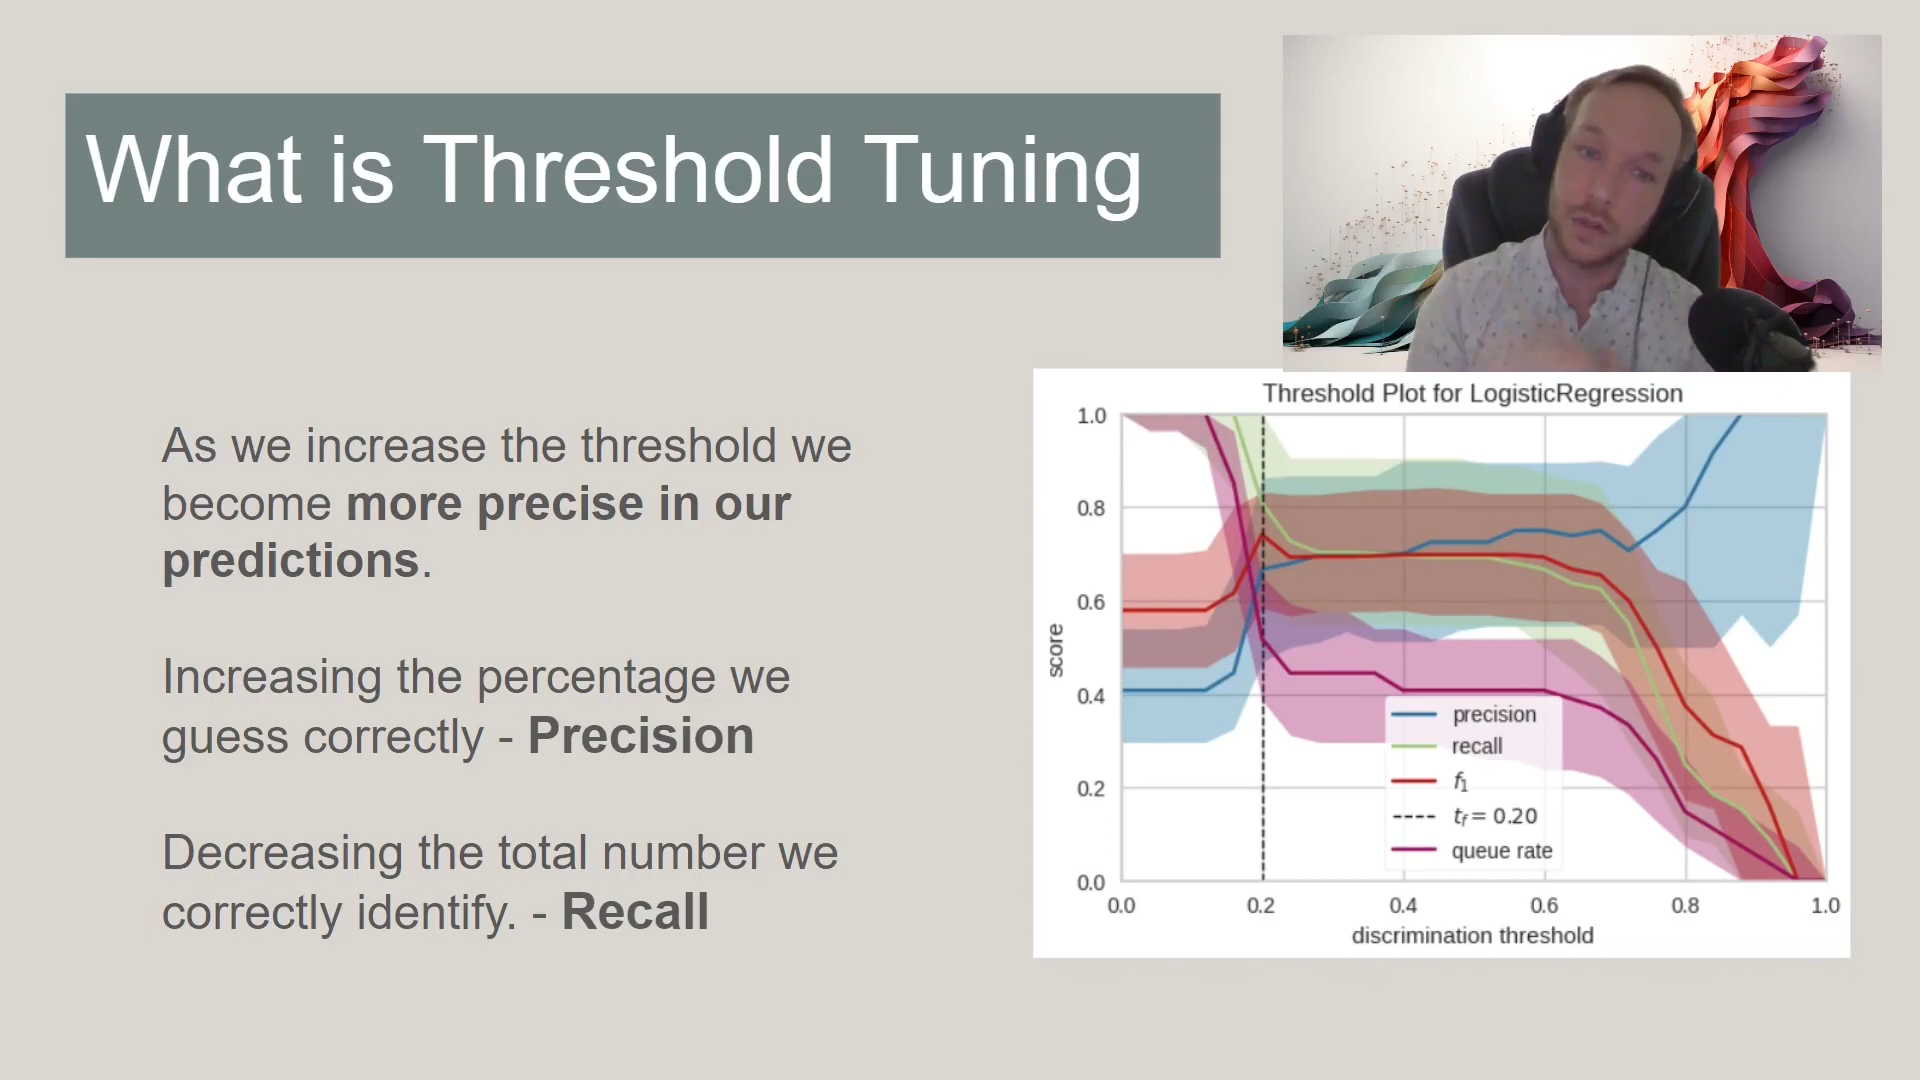 What is Threshold Tuning
As we increase the threshold we
become more precise in our
predictions.
Increasing the percentage we
guess correctly - Precision
Decreasing the total number we
correctly identify. - Recall
Threshold Plot for LogisticRegression
1.0
0.8
0.6
0.4
0.2
0.0
score
precision
recall
f1
tf = 0.20
queue rate
0.0 0.2 0.4 0.6 0.8 1.0
discrimination threshold